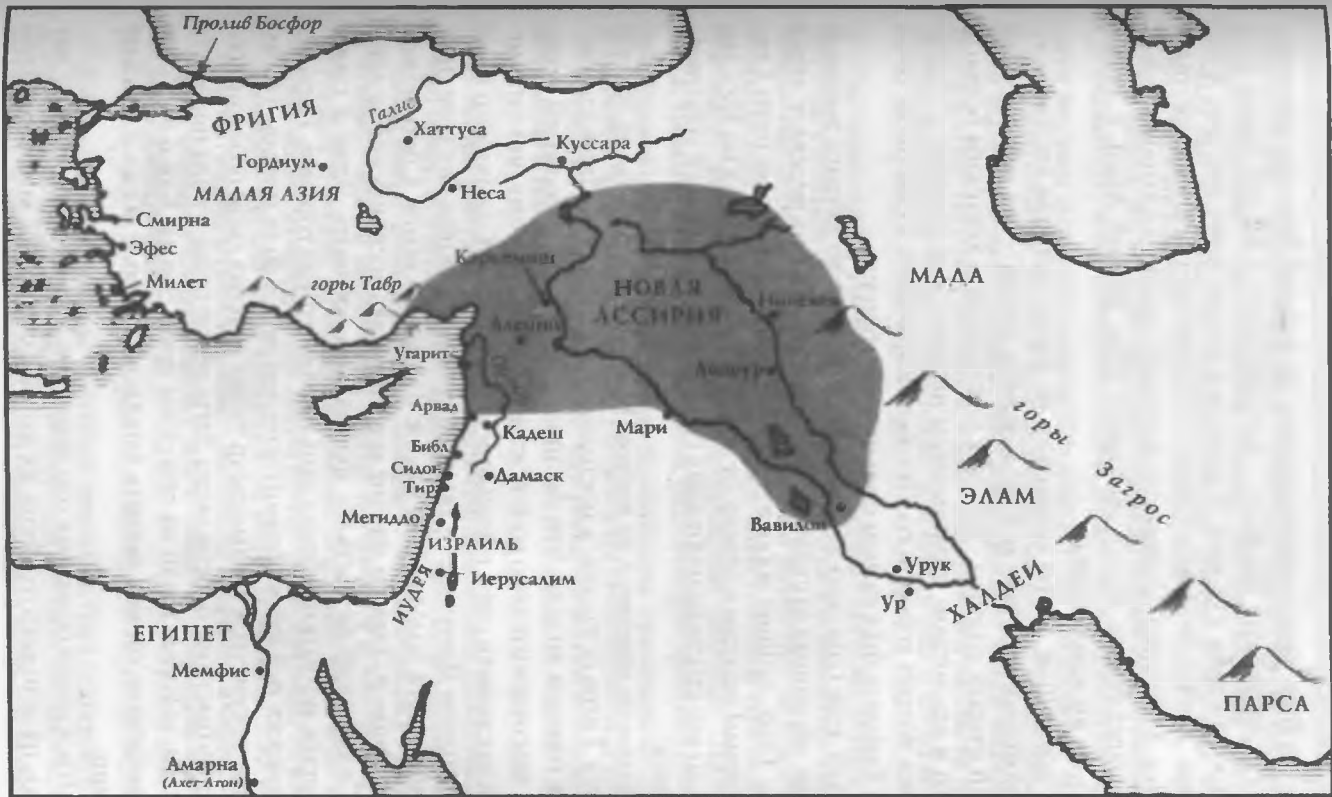 Пролив Босфор
ФРИГИЯ
Галис
Хаттуса
Куссара
Гордиум
МАЛАЯ АЗИЯ
Неса
Смирна
Эфес
Милет
горы Тавр
МАДА
НОВАЯ
АССИРИЯ
Угарит
Арвад
Кадеш
Мари
Библ
Сидон
Тир
Дамаск
горы
Загрос
ЭЛАМ
Мегиддо
ИЗРАИЛЬ
Вавилон
Иерусалим
ИУДЕЯ
Урук
Ур
ХАЛДЕИ
ЕГИПЕТ
Мемфис
ПАРСА
Амарна
(Ахет-Атон)